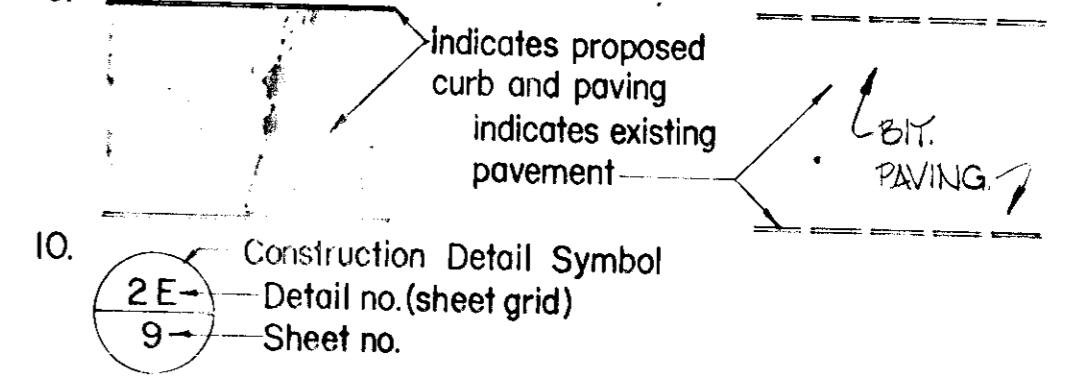 Indicates proposed
curb and paving
indicates existing
pavement
BIT.
PAVING.
10.
Construction Detail Symbol
2E
Detail no. (sheet grid)
9
Sheet no.